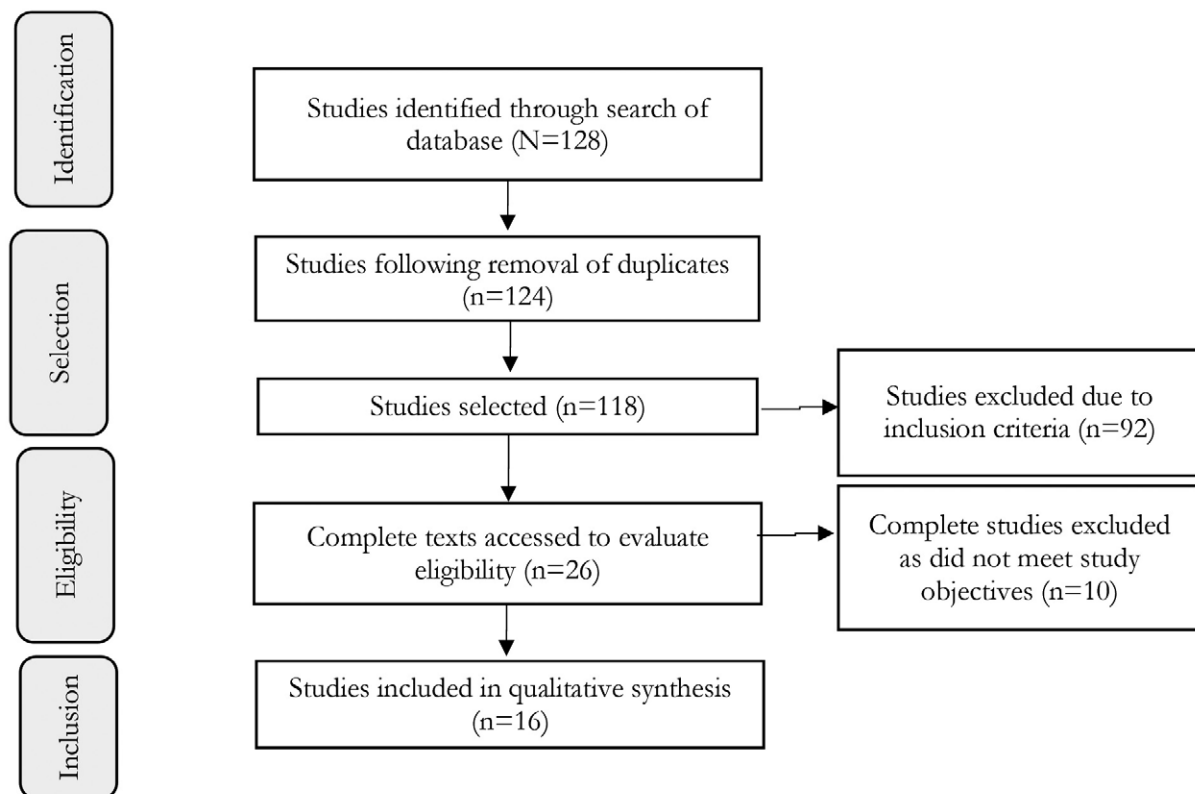 Identification
Studies identified through search of
database (N=128)
Selection
Studies following removal of duplicates
(n=124)
Studies selected (n=118)
Studies excluded due to
inclusion criteria (n=92)
Eligibility
Complete texts accessed to evaluate
eligibility (n=26)
Complete studies excluded
as did not meet study
objectives (n=10)
Inclusion
Studies included in qualitative synthesis
(n=16)